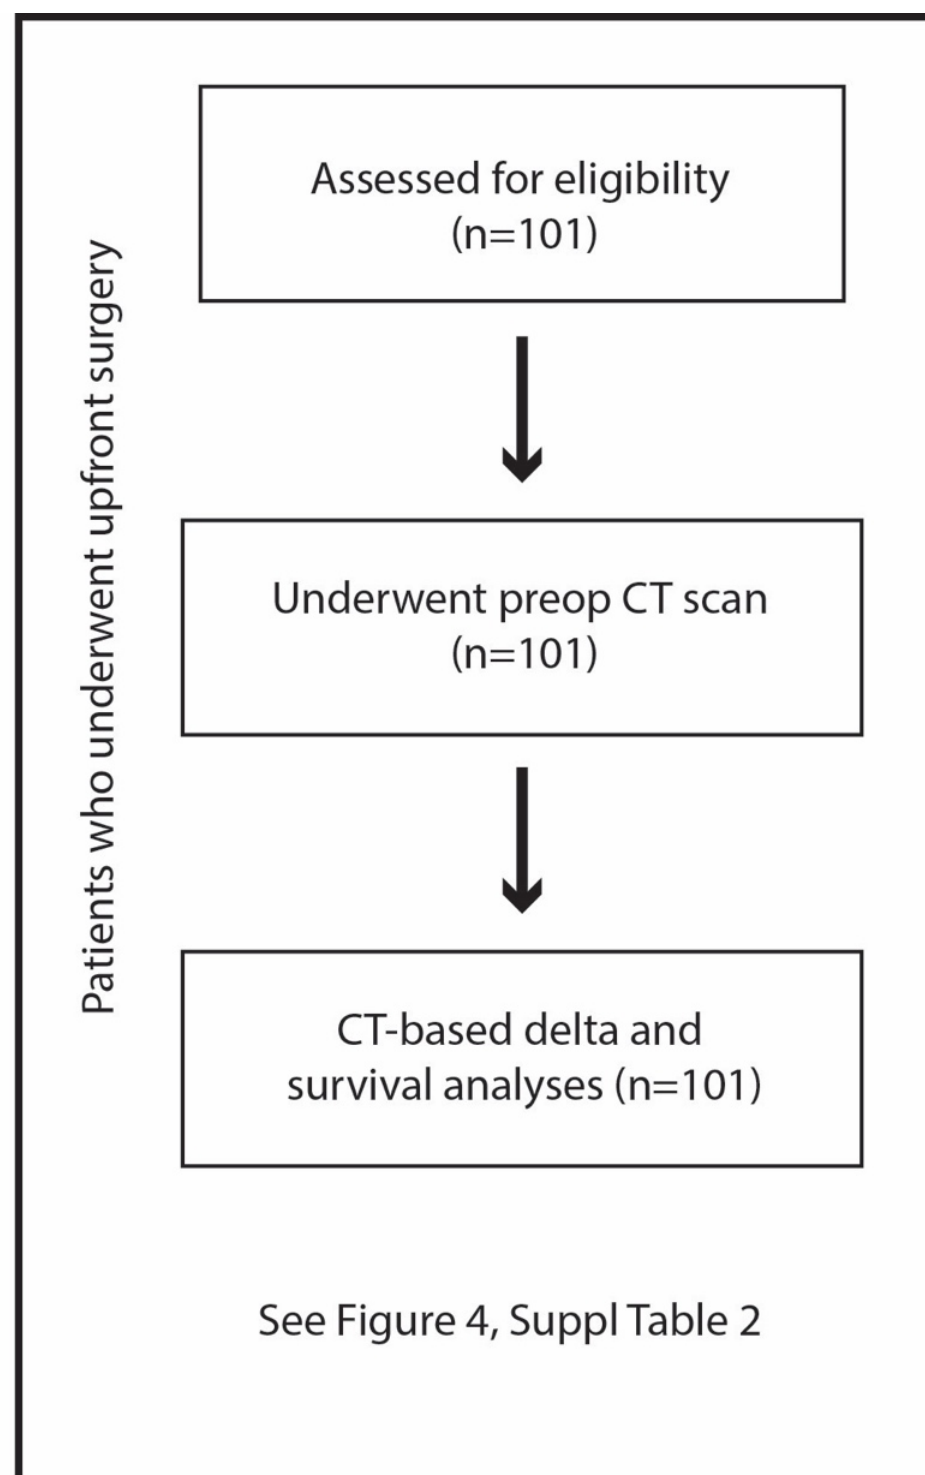 Patients who underwent upfront surgery
Assessed for eligibility
(n=101)
Underwent preop CT scan
(n=101)
CT-based delta and
survival analyses (n=101)
See Figure 4, Suppl Table 2